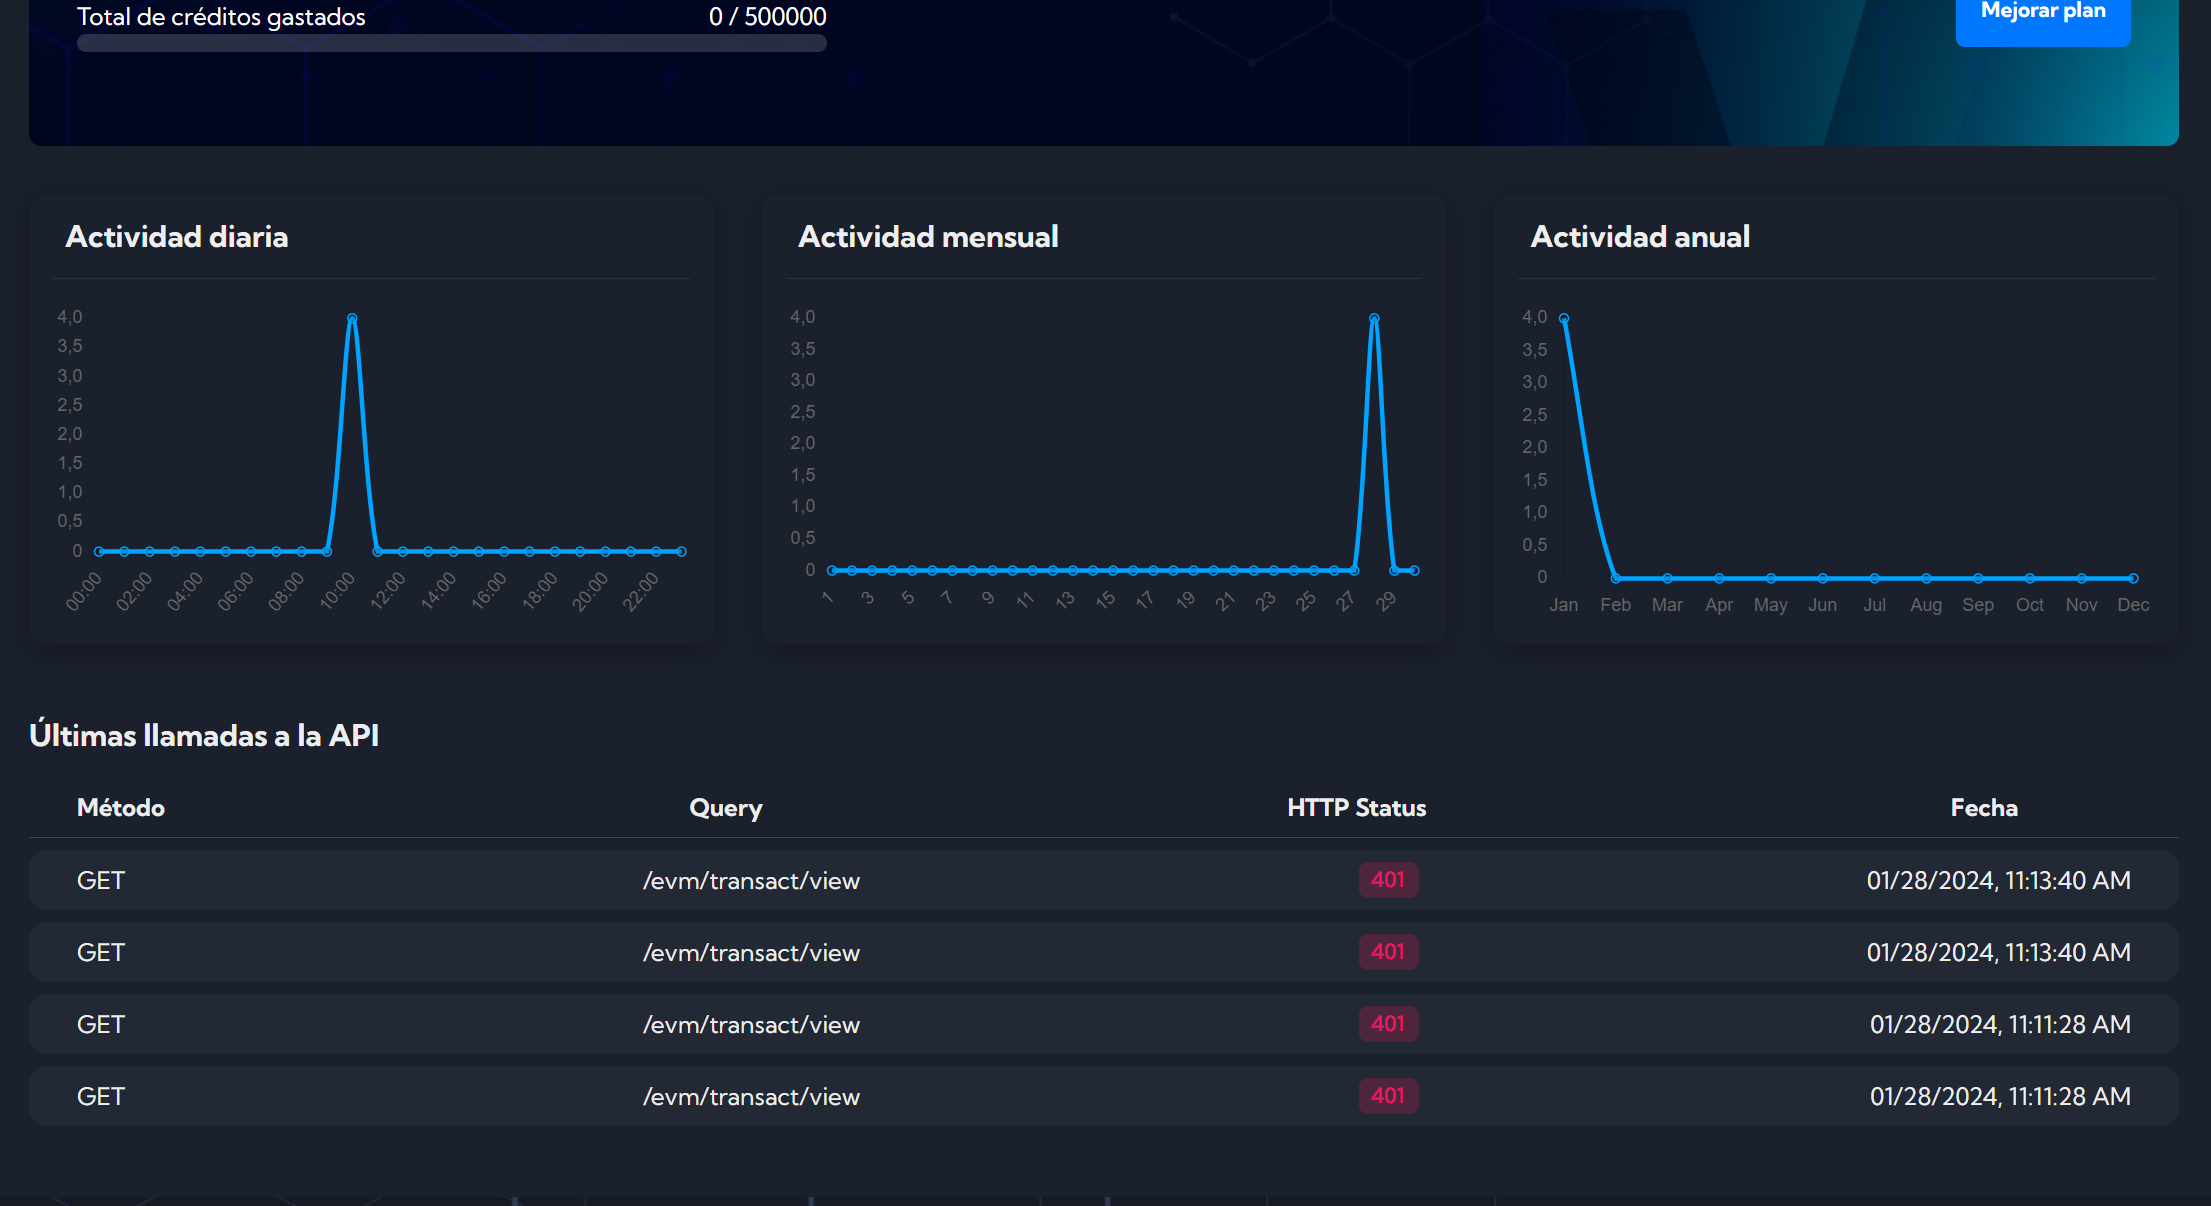 Total de créditos gastados 0 / 500000
Mejorar plan
Actividad diaria
4,0
3,5
3,0
2,5
2,0
1,5
1,0
0,5
0
00:00 02:00 04:00 06:00 08:00 10:00 12:00 14:00 16:00 18:00 20:00 22:00
Actividad mensual
4,0
3,5
3,0
2,5
2,0
1,5
1,0
0,5
0
1 3 5 7 9 11 13 15 17 19 21 23 25 27 29
Actividad anual
4,0
3,5
3,0
2,5
2,0
1,5
1,0
0,5
0
Jan Feb Mar Apr May Jun Jul Aug Sep Oct Nov Dec
Últimas llamadas a la API
Método Query HTTP Status Fecha
GET /evm/transact/view 401 01/28/2024, 11:13:40 AM
GET /evm/transact/view 401 01/28/2024, 11:13:40 AM
GET /evm/transact/view 401 01/28/2024, 11:11:28 AM
GET /evm/transact/view 401 01/28/2024, 11:11:28 AM